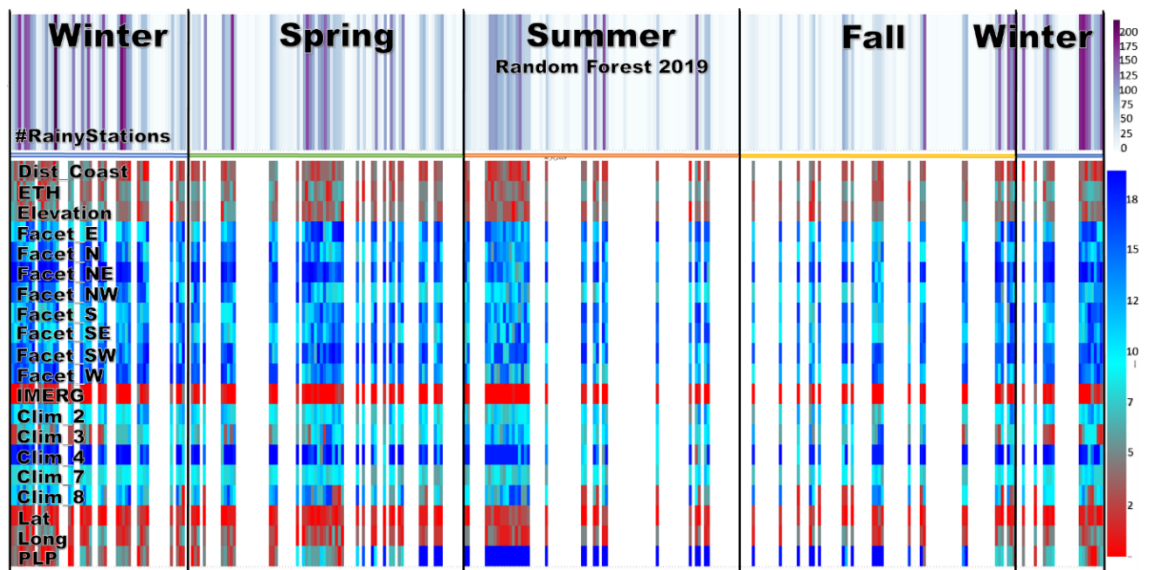 Winter Spring Summer Fall Winter
Random Forest 2019
#RainyStations
200
175
150
125
100
75
50
25
0
Dist_Coast
ETH
Elevation
Facet_E
Facet_N
Facet_NE
Facet_NW
Facet_S
Facet_SE
Facet_SW
Facet_W
IMERG
Clim_2
Clim_3
Clim_4
Clim_7
Clim_8
Lat
Long
PLP
18
15
13
12
10
7
5
2